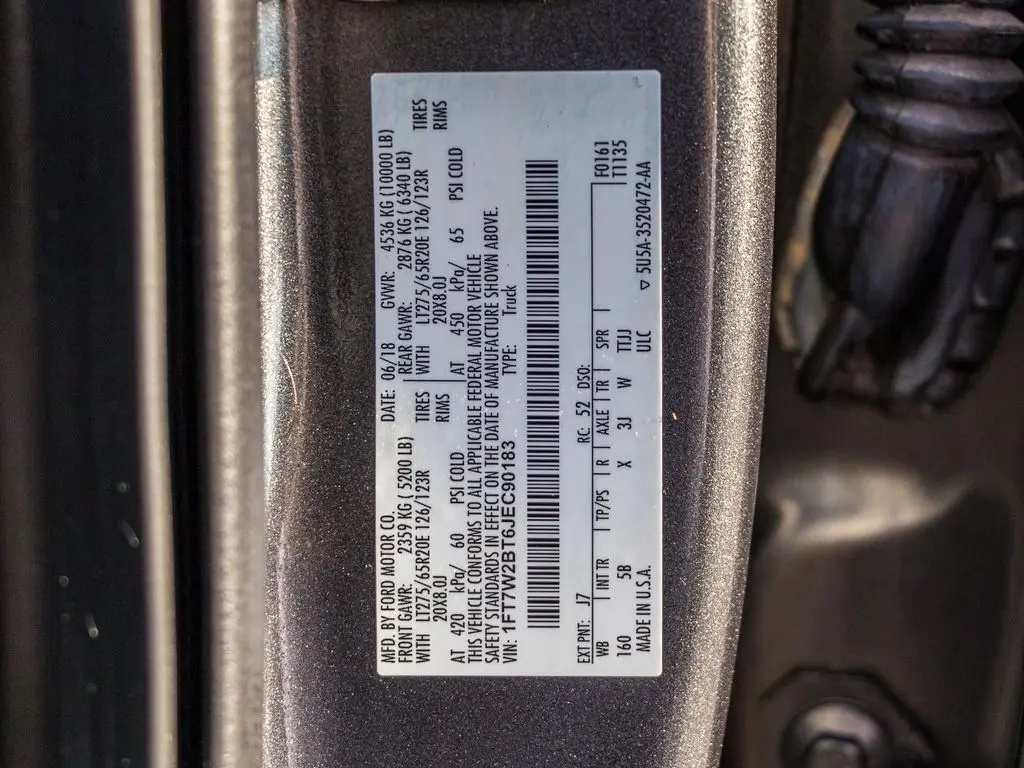 MFD. BY FORD MOTOR CO. DATE: 06/18 GVWR: 4536 KG (10000 LB)
FRONT GAWR: 2359 KG ( 5200 LB) REAR GAWR: 2876 KG ( 6340 LB)
WITH LT275/65R20E 126/123R TIRES WITH LT275/65R20E 126/123R TIRES
20X8.0J RIMS 20X8.0J RIMS
AT 420 kPa/ 60 PSI COLD AT 450 kPa/ 65 PSI COLD
THIS VEHICLE CONFORMS TO ALL APPLICABLE FEDERAL MOTOR VEHICLE
SAFETY STANDARDS IN EFFECT ON THE DATE OF MANUFACTURE SHOWN ABOVE.
VIN: 1FT7W2BT6JEC90183 TYPE: Truck
EXT PNT: J7 RC: 52 DSO: F0161
WB INT TR TP/PS R AXLE TR SPR T1135
160 5B X 3J W TTJJ
MADE IN U.S.A. ULC 5U5A-3520472-AA